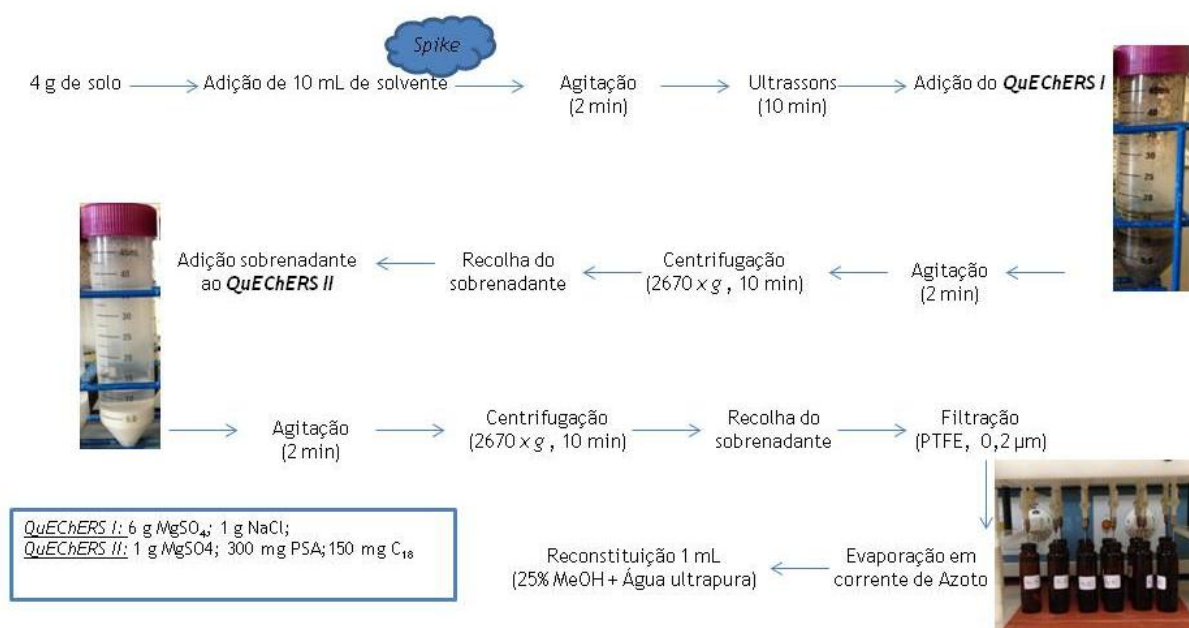 Spike
4 g de solo
Adição de 10 mL de solvente
Agitação
(2 min)
Ultrassons
(10 min)
Adição do QuEChERS I
Adição sobrenadante
ao QuEChERS II
Recolha do
sobrenadante
Centrifugação
(2670 x g , 10 min)
Agitação
(2 min)
Agitação
(2 min)
Centrifugação
(2670 x g , 10 min)
Recolha do
sobrenadante
Filtração
(PTFE, 0,2 µm)
QuEChERS I: 6 g MgSO₄; 1 g NaCl;
QuEChERS II: 1 g MgSO4; 300 mg PSA; 150 mg C₁₈
Reconstituição 1 mL
(25% MeOH + Água ultrapura)
Evaporação em
corrente de Azoto